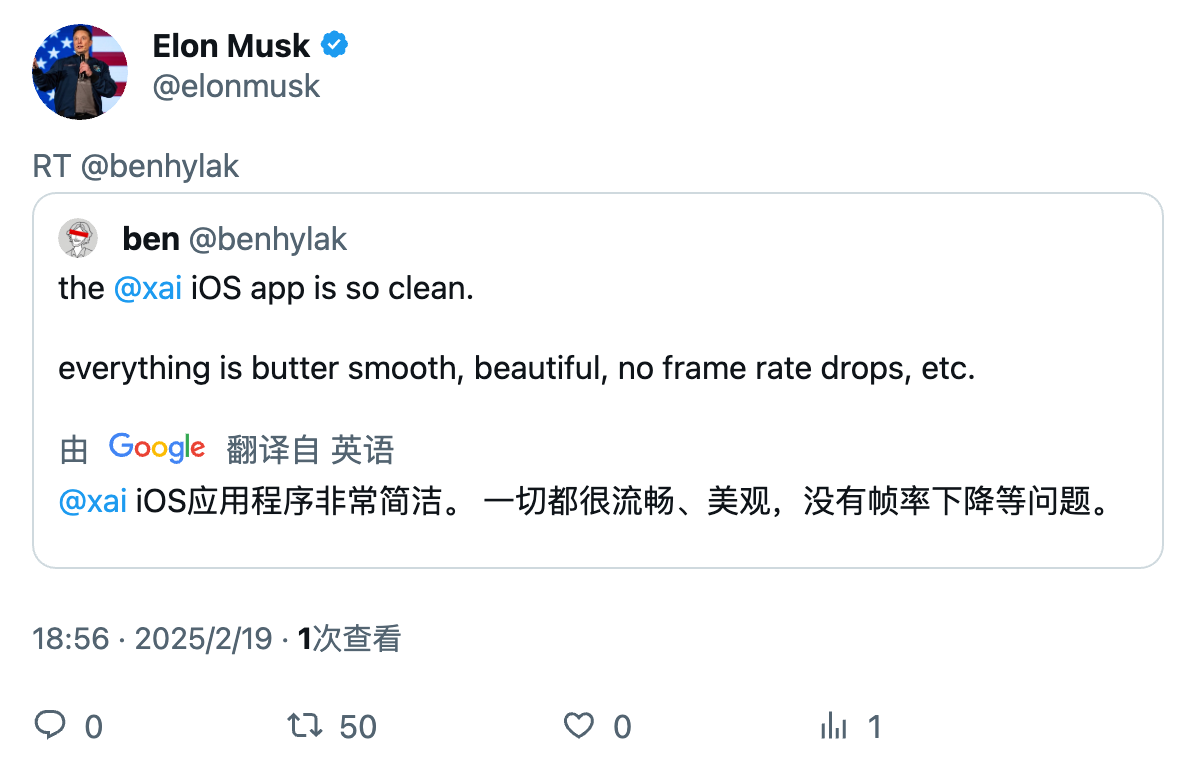 Elon Musk
@elonmusk
RT @benhylak
ben @benhylak
the @xai iOS app is so clean.
everything is butter smooth, beautiful, no frame rate drops, etc.
由 Google 翻译自 英语
@xai iOS应用程序非常简洁。 一切都很流畅、美观，没有帧率下降等问题。
18:56 · 2025/2/19 · 1次查看
0 50 0 1